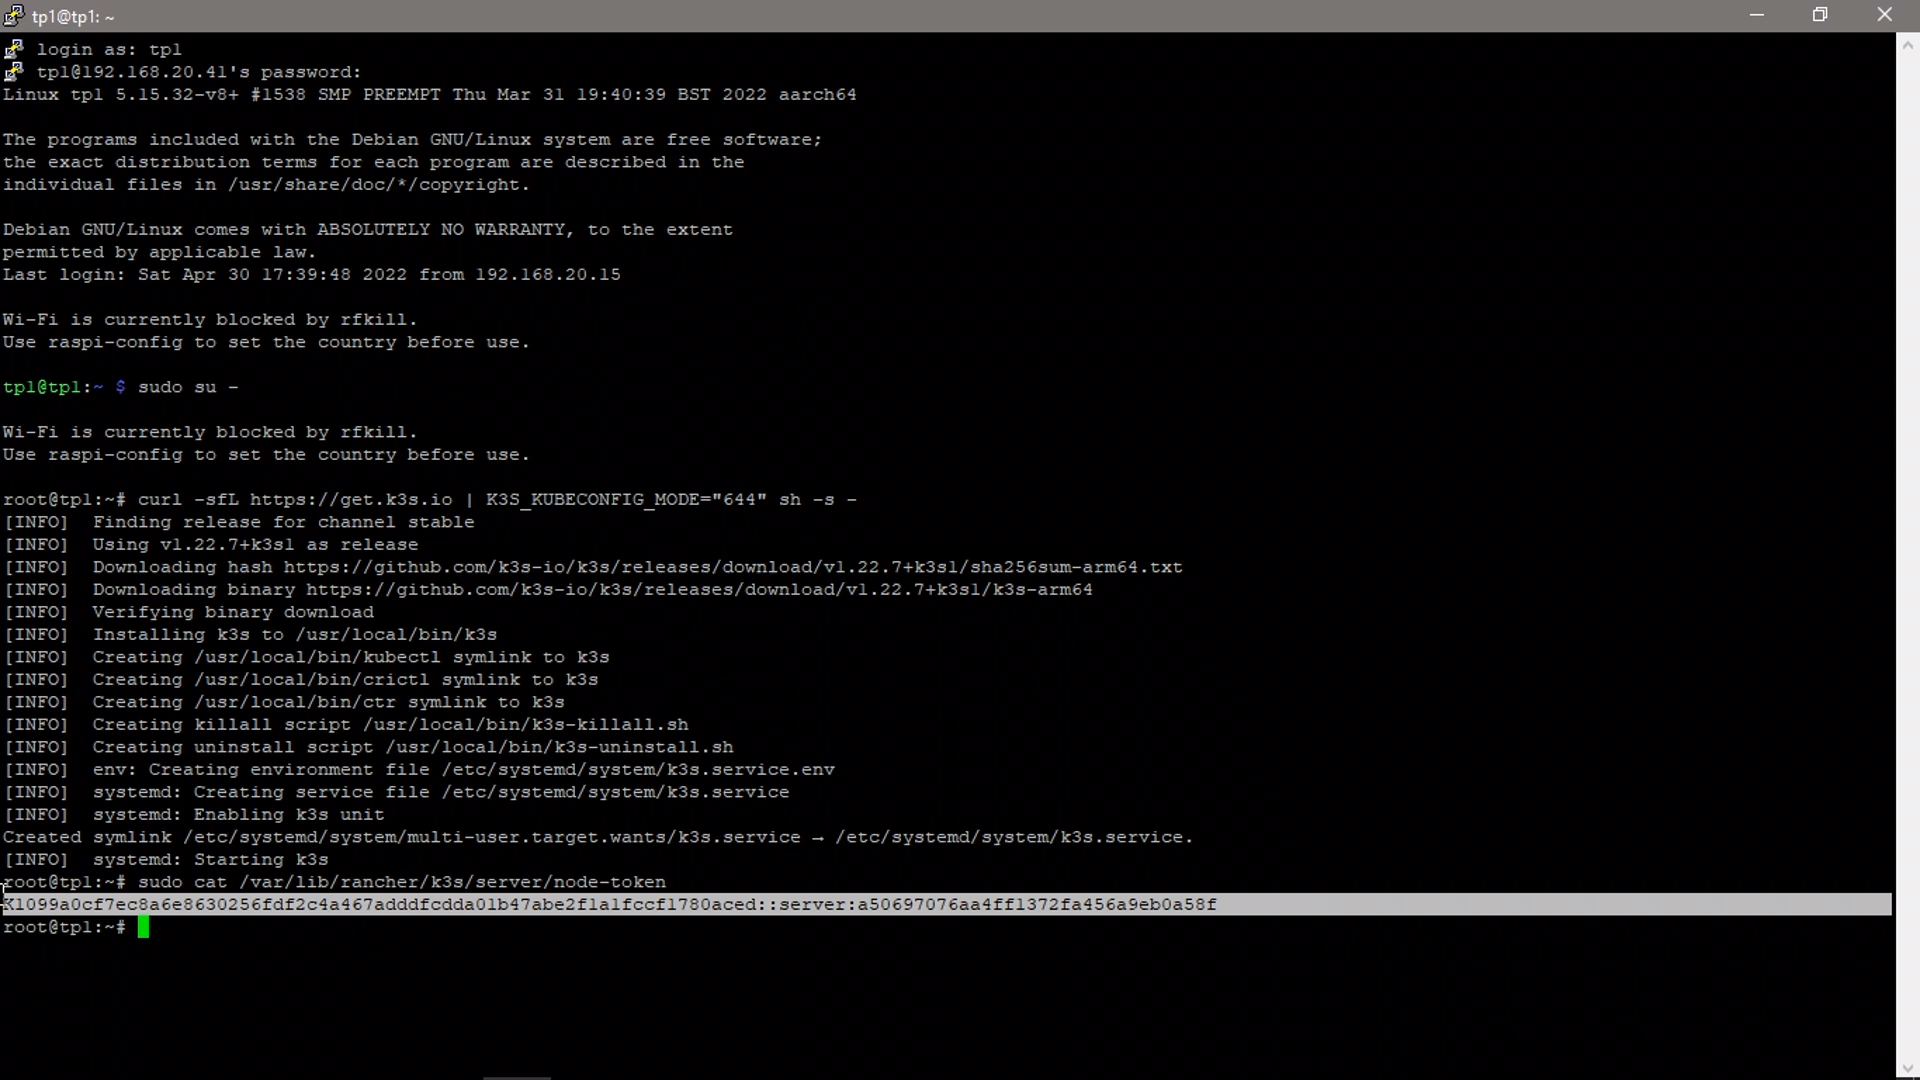 tp1@tp1: ~
login as: tp1
tp1@192.168.20.41's password:
Linux tp1 5.15.32-v8+ #1538 SMP PREEMPT Thu Mar 31 19:40:39 BST 2022 aarch64
The programs included with the Debian GNU/Linux system are free software;
the exact distribution terms for each program are described in the
individual files in /usr/share/doc/*/copyright.
Debian GNU/Linux comes with ABSOLUTELY NO WARRANTY, to the extent
permitted by applicable law.
Last login: Sat Apr 30 17:39:48 2022 from 192.168.20.15
Wi-Fi is currently blocked by rfkill.
Use raspi-config to set the country before use.
tp1@tp1:~ $ sudo su -
Wi-Fi is currently blocked by rfkill.
Use raspi-config to set the country before use.
root@tp1:~# curl -sfL https://get.k3s.io | K3S_KUBECONFIG_MODE="644" sh -s -
[INFO]  Finding release for channel stable
[INFO]  Using v1.22.7+k3s1 as release
[INFO]  Downloading hash https://github.com/k3s-io/k3s/releases/download/v1.22.7+k3s1/sha256sum-arm64.txt
[INFO]  Downloading binary https://github.com/k3s-io/k3s/releases/download/v1.22.7+k3s1/k3s-arm64
[INFO]  Verifying binary download
[INFO]  Installing k3s to /usr/local/bin/k3s
[INFO]  Creating /usr/local/bin/kubectl symlink to k3s
[INFO]  Creating /usr/local/bin/crictl symlink to k3s
[INFO]  Creating /usr/local/bin/ctr symlink to k3s
[INFO]  Creating killall script /usr/local/bin/k3s-killall.sh
[INFO]  Creating uninstall script /usr/local/bin/k3s-uninstall.sh
[INFO]  env: Creating environment file /etc/systemd/system/k3s.service.env
[INFO]  systemd: Creating service file /etc/systemd/system/k3s.service
[INFO]  systemd: Enabling k3s unit
Created symlink /etc/systemd/system/multi-user.target.wants/k3s.service → /etc/systemd/system/k3s.service.
[INFO]  systemd: Starting k3s
root@tp1:~# sudo cat /var/lib/rancher/k3s/server/node-token
K1099a0cf7ec8a6e8630256fdf2c4a467adddfcdda01b47abe2f1a1fccf1780aced::server:a50697076aa4ff1372fa456a9eb0a58f
root@tp1:~#